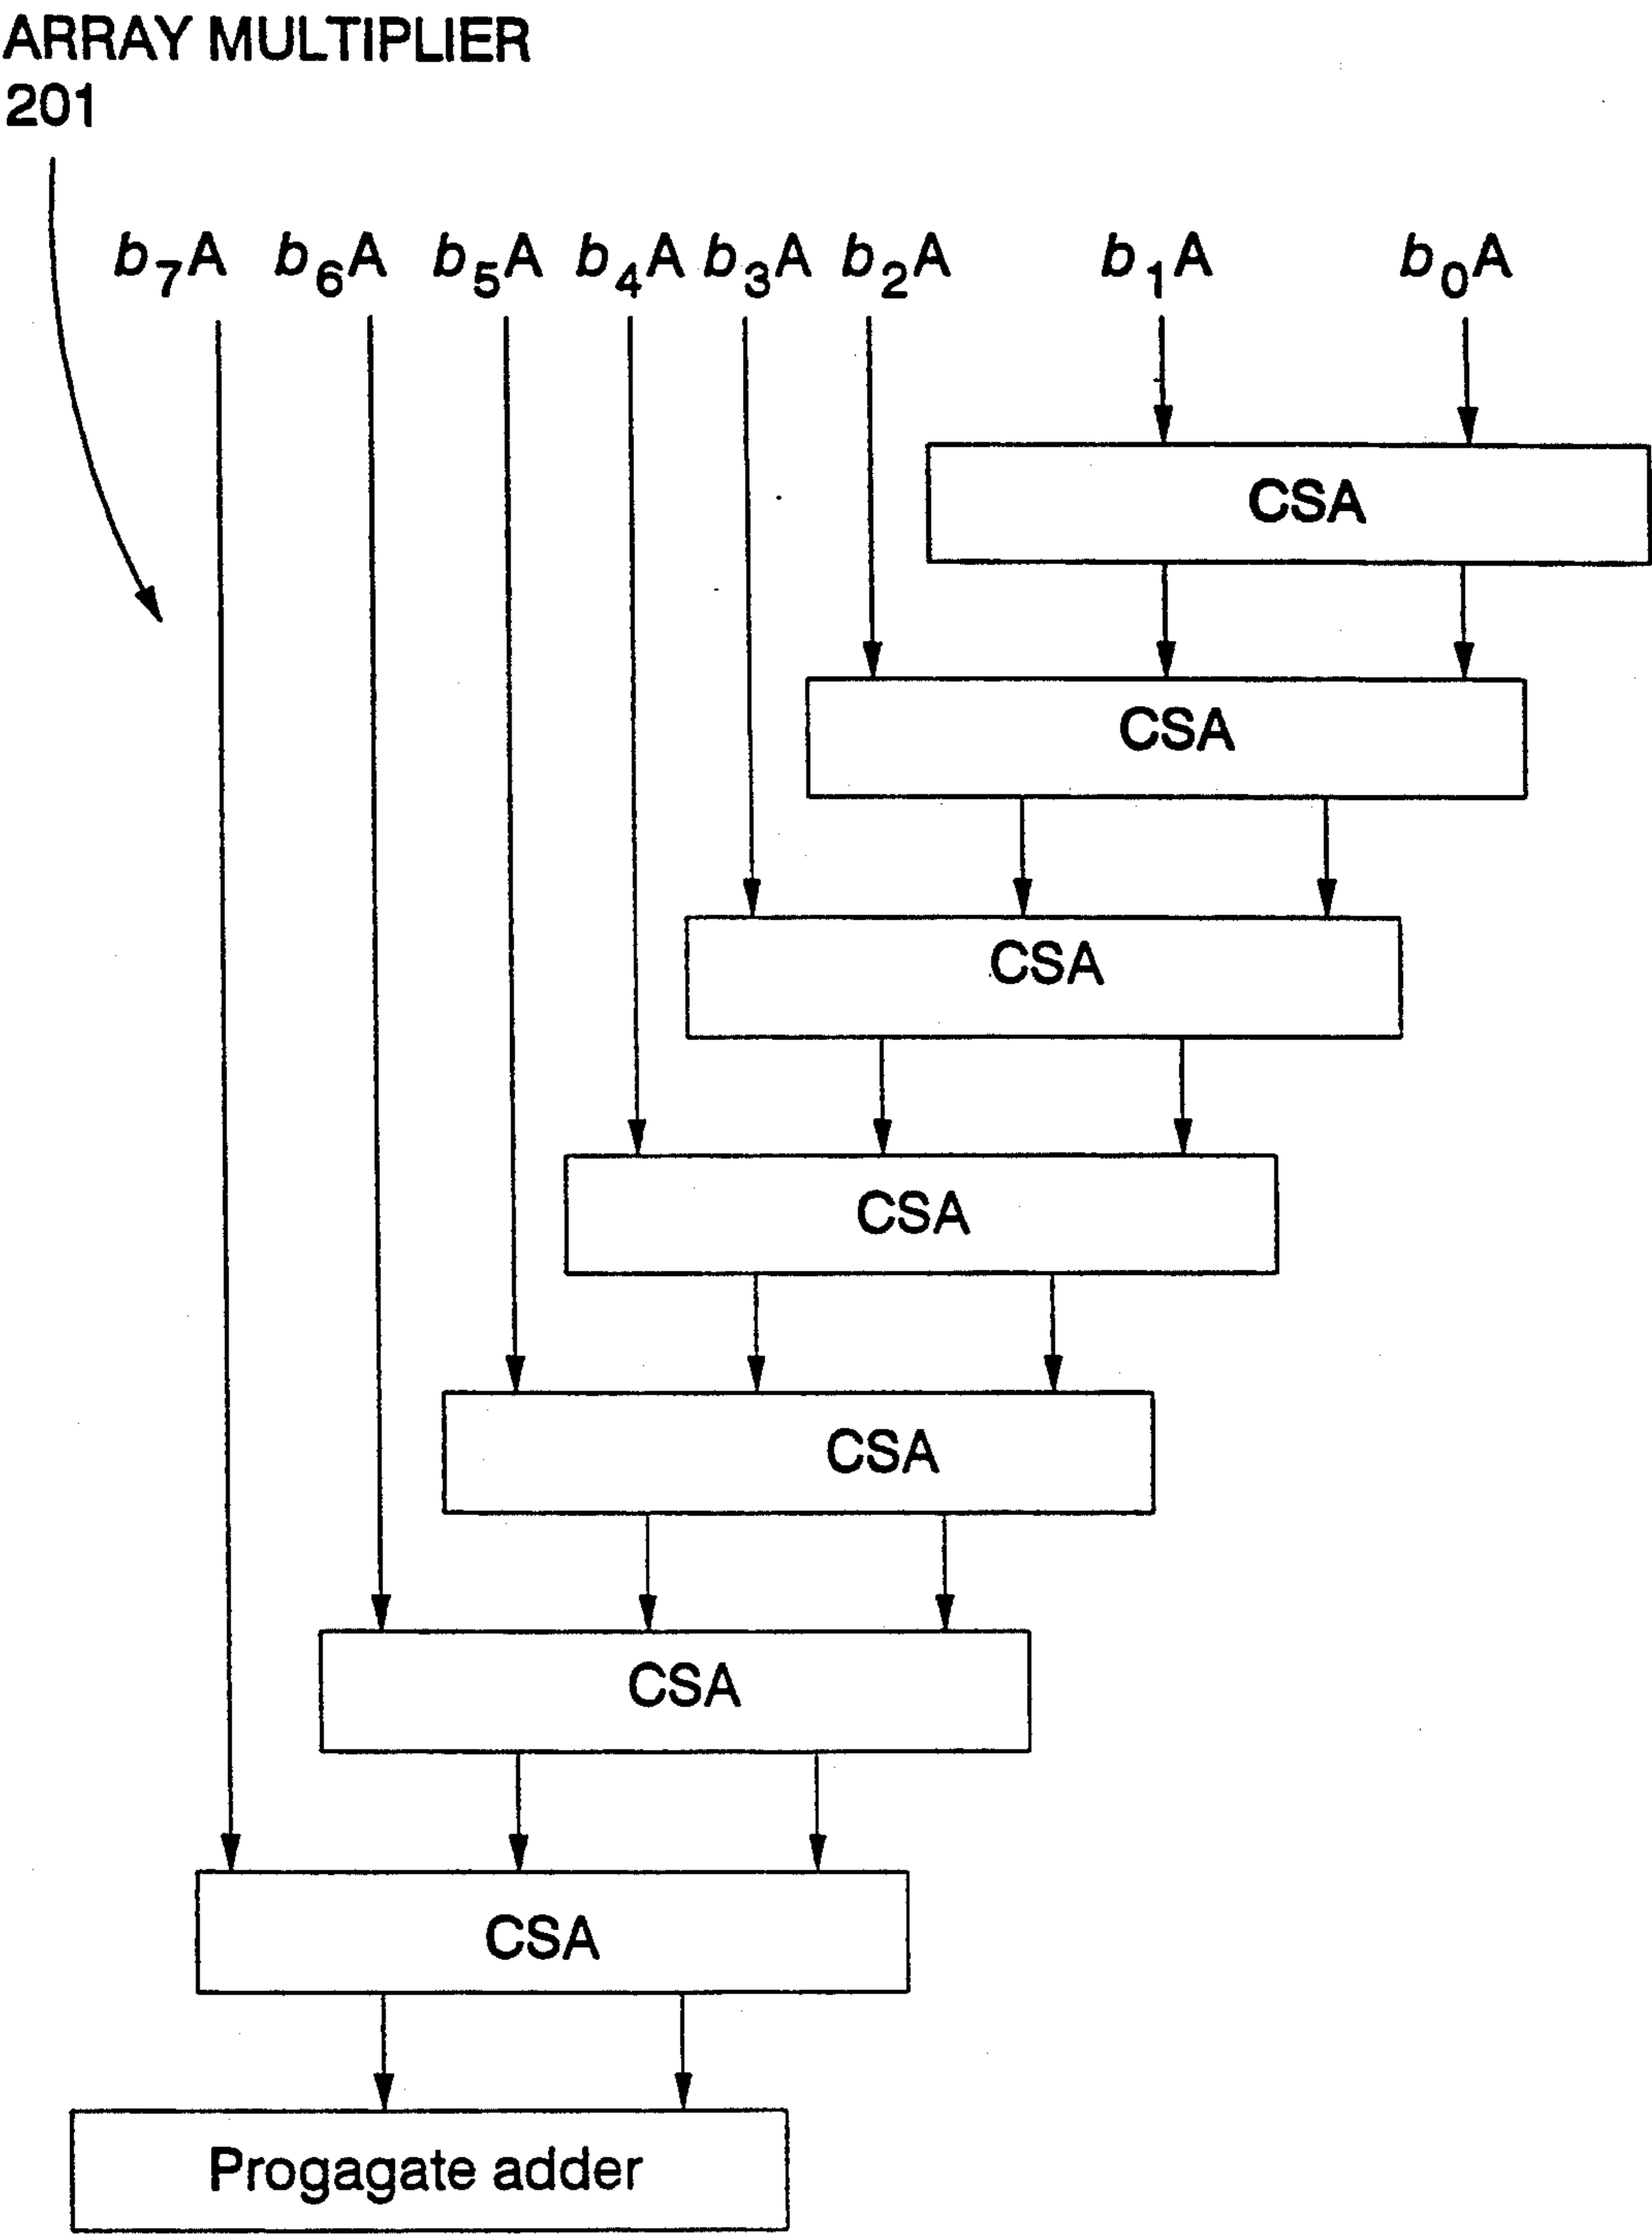 ARRAY MULTIPLIER
201
b₇A b₆A b₅A b₄A b₃A b₂A b₁A b₀A
CSA
CSA
CSA
CSA
CSA
CSA
CSA
Progagate adder